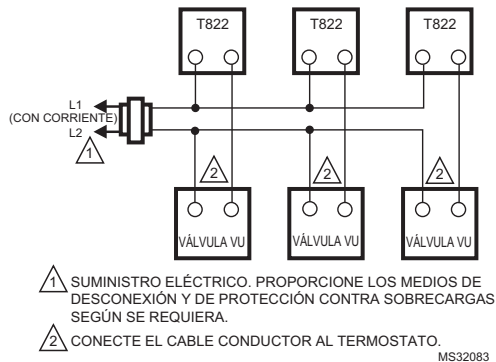 T822 T822 T822
L1
(CON CORRIENTE)
L2
1
2 2 2
VÁLVULA VU VÁLVULA VU VÁLVULA VU
1 SUMINISTRO ELÉCTRICO. PROPORCIONE LOS MEDIOS DE
DESCONEXIÓN Y DE PROTECCIÓN CONTRA SOBRECARGAS
SEGÚN SE REQUIERA.
2 CONECTE EL CABLE CONDUCTOR AL TERMOSTATO.
MS32083